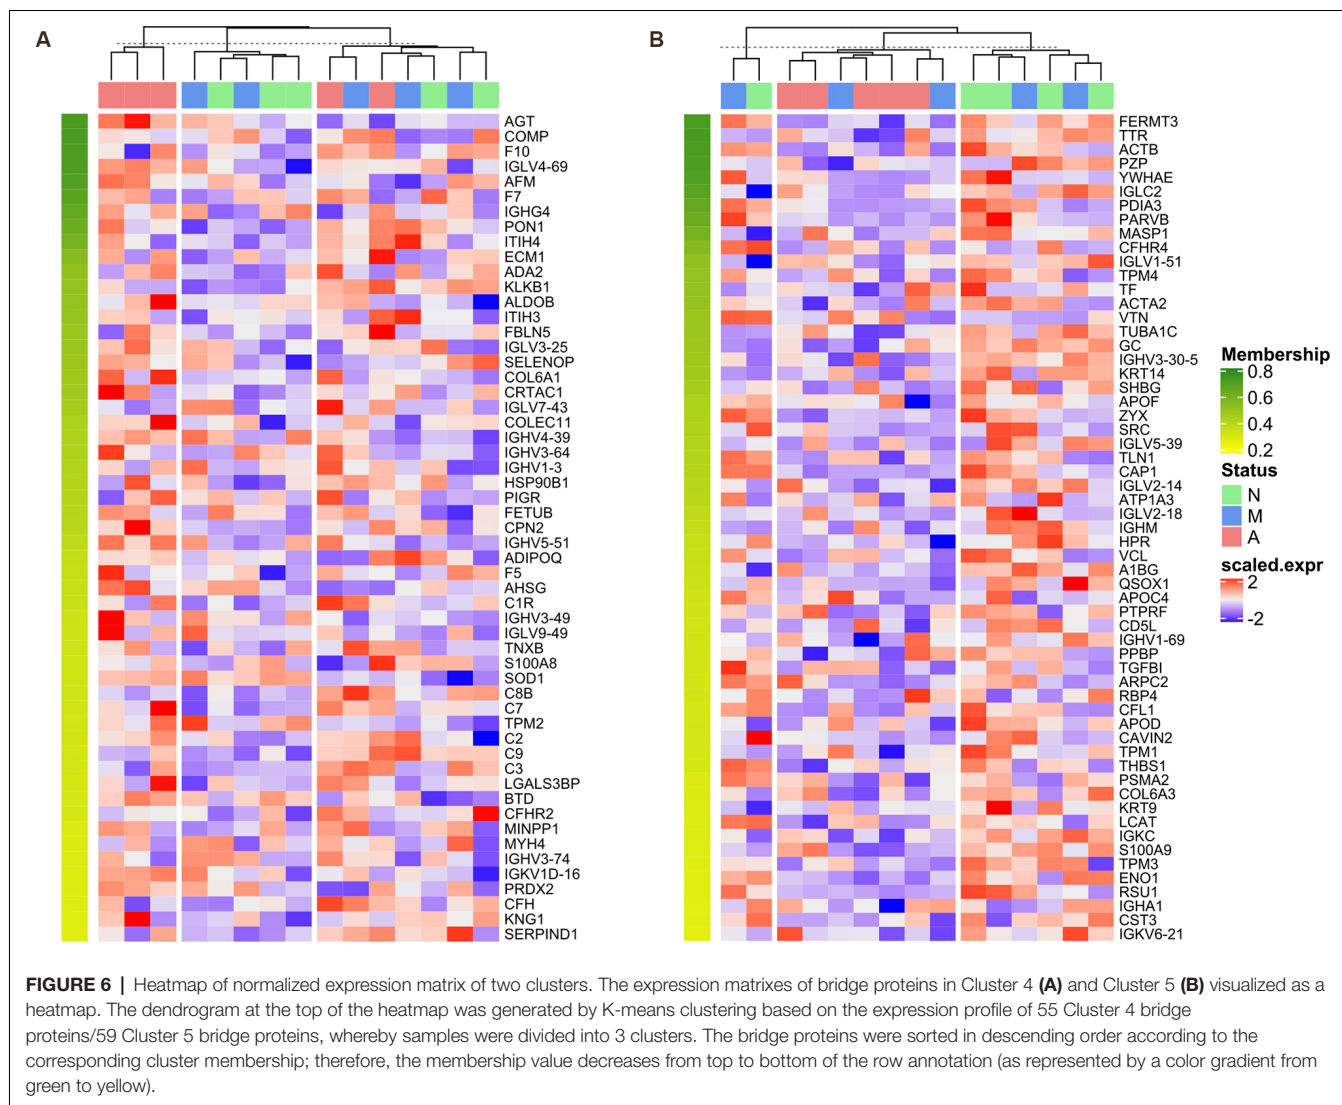 A
B
AGT
COMP
F10
IGLV4-69
AFM
F7
IGHG4
PON1
ITIH4
ECM1
ADA2
KLKB1
ALDOB
ITIH3
FBLN5
IGLV3-25
SELENOP
COL6A1
CRTAC1
IGLV7-43
COLEC11
IGHV4-39
IGHV3-64
IGHV1-3
HSP90B1
PIGR
FETUB
CPN2
IGHV5-51
ADIPOQ
F5
AHSG
C1R
IGHV3-49
IGLV9-49
TNXB
S100A8
SOD1
C8B
C7
TPM2
C2
C9
C3
LGALS3BP
BTD
CFHR2
MINPP1
MYH4
IGHV3-74
IGKV1D-16
PRDX2
CFH
KNG1
SERPIND1
FERMT3
TTR
ACTB
PZP
YWHAE
IGLC2
PDIA3
PARVB
MASP1
CFHR4
IGLV1-51
TPM4
TF
ACTA2
VTN
TUBA1C
GC
IGHV3-30-5
KRT14
SHBG
APOF
ZYX
SRC
IGLV5-39
TLN1
CAP1
IGLV2-14
ATP1A3
IGLV2-18
IGHM
HPR
VCL
A1BG
QSOX1
APOC4
PTPRF
CD5L
IGHV1-69
PPBP
TGFBI
ARPC2
RBP4
CFL1
APOD
CAVIN2
TPM1
THBS1
PSMA2
COL6A3
KRT9
LCAT
IGKC
S100A9
TPM3
ENO1
RSU1
IGHA1
CST3
IGKV6-21
Membership
0.8
0.6
0.4
0.2
Status
N
M
A
scaled.expr
2
-2
FIGURE 6 | Heatmap of normalized expression matrix of two clusters. The expression matrixes of bridge proteins in Cluster 4 (A) and Cluster 5 (B) visualized as a
heatmap. The dendrogram at the top of the heatmap was generated by K-means clustering based on the expression profile of 55 Cluster 4 bridge
proteins/59 Cluster 5 bridge proteins, whereby samples were divided into 3 clusters. The bridge proteins were sorted in descending order according to the
corresponding cluster membership; therefore, the membership value decreases from top to bottom of the row annotation (as represented by a color gradient from
green to yellow).